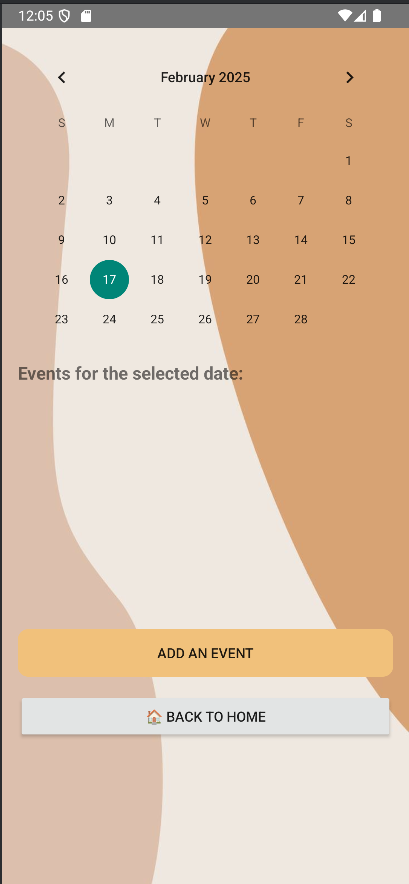 12:05
February 2025
S M T W T F S
1
2 3 4 5 6 7 8
9 10 11 12 13 14 15
16 17 18 19 20 21 22
23 24 25 26 27 28
Events for the selected date:
ADD AN EVENT
🏠 BACK TO HOME